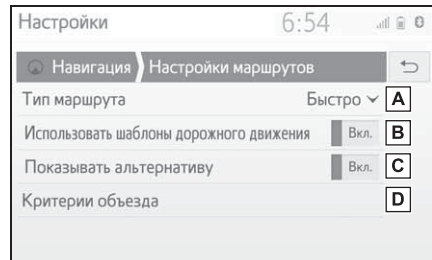 Настройки 6:54
Навигация Настройки маршрутов
Тип маршрута Быстро A
Использовать шаблоны дорожного движения Вкл. B
Показывать альтернативу Вкл. C
Критерии объезда D